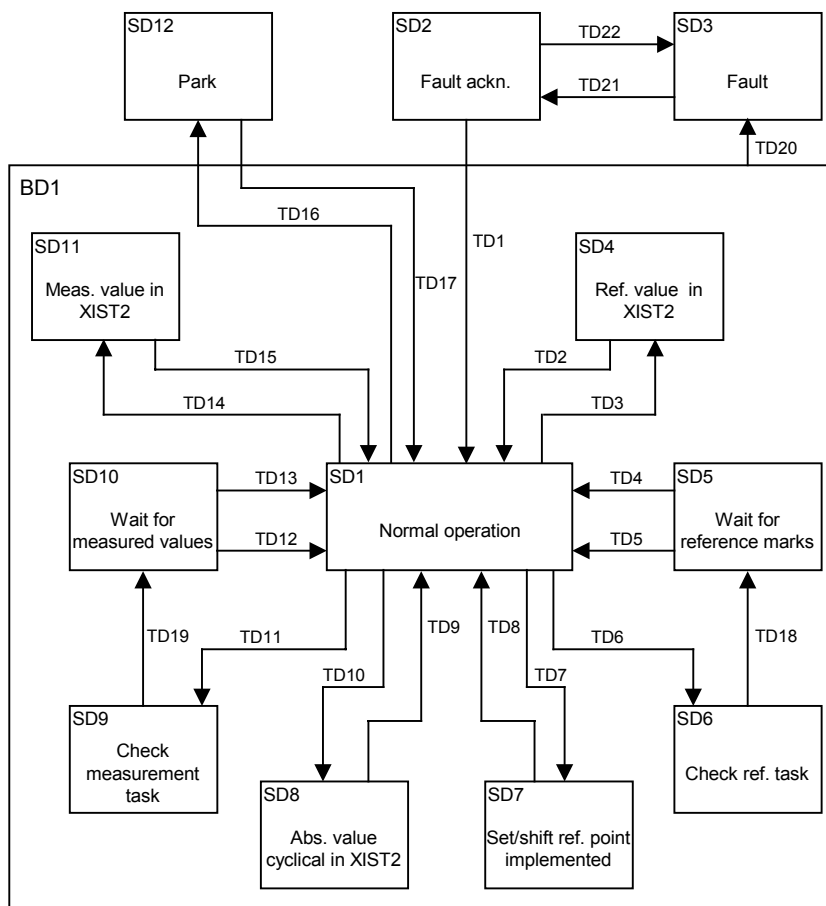 SD12
Park
SD2
Fault ackn.
TD22
TD21
SD3
Fault
TD20
BD1
TD16
TD17
TD1
SD11
Meas. value in
XIST2
SD4
Ref. value in
XIST2
TD15
TD14
TD2
TD3
SD10
Wait for
measured values
TD13
TD12
SD1
Normal operation
TD4
TD5
SD5
Wait for
reference marks
TD19
TD11
TD10
TD9
TD8
TD7
TD6
TD18
SD9
Check
measurement
task
SD8
Abs. value
cyclical in XIST2
SD7
Set/shift ref. point
implemented
SD6
Check ref. task